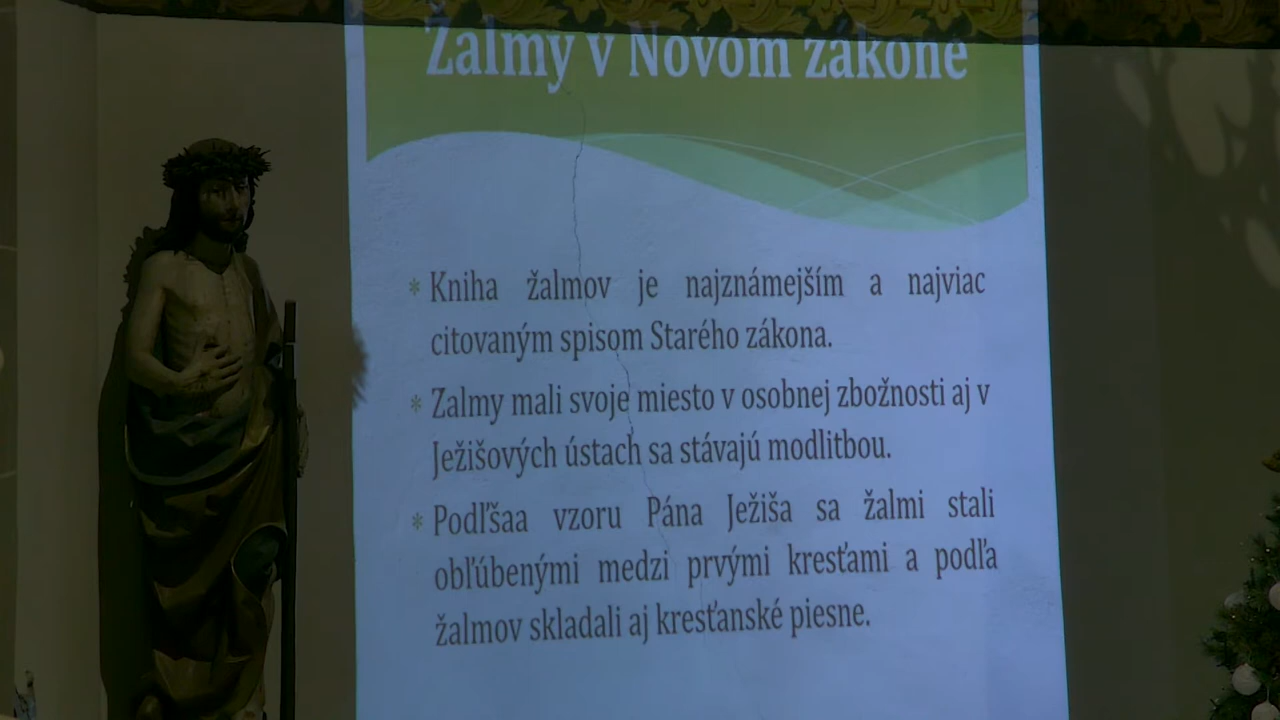 Žalmy v Novom zákone
* Kniha žalmov je najznámejším a najviac
citovaným spisom Starého zákona.
* Zalmy mali svoje miesto v osobnej zbožnosti aj v
Ježišových ústach sa stávajú modlitbou.
* Podľšaa vzoru Pána Ježiša sa žalmi stali
obľúbenými medzi prvými kresťami a podľa
žalmov skladali aj kresťanské piesne.